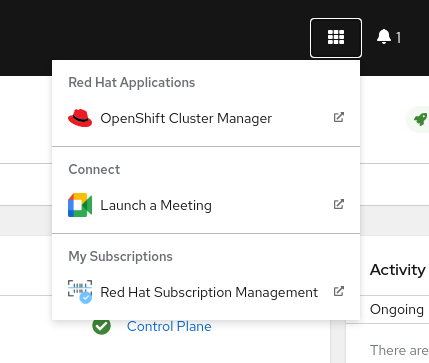 1
Red Hat Applications
OpenShift Cluster Manager
Connect
Launch a Meeting
My Subscriptions
Red Hat Subscription Management
Activity
Control Plane
Ongoing
There are